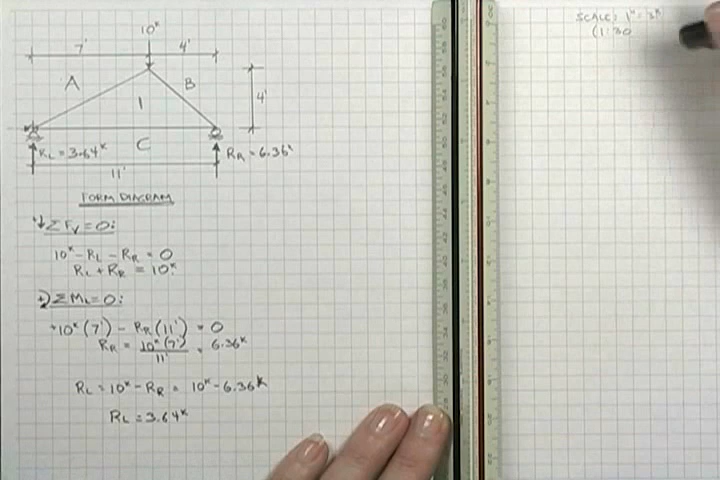 10ᵏ
7' 4'
A B
1 4'
C
RL = 3.64ᵏ RR = 6.36ᵏ
11'
FORM DIAGRAM
ΣFV = 0:
10ᵏ - RL - RR = 0
RL + RR = 10ᵏ
ΣML = 0:
+10ᵏ(7') - RR(11') = 0
RR = 10ᵏ(7') / 11' = 6.36ᵏ
RL = 10ᵏ - RR = 10ᵏ - 6.36ᵏ
RL = 3.64ᵏ
SCALE: 1" = 3ᵏ
(1:30